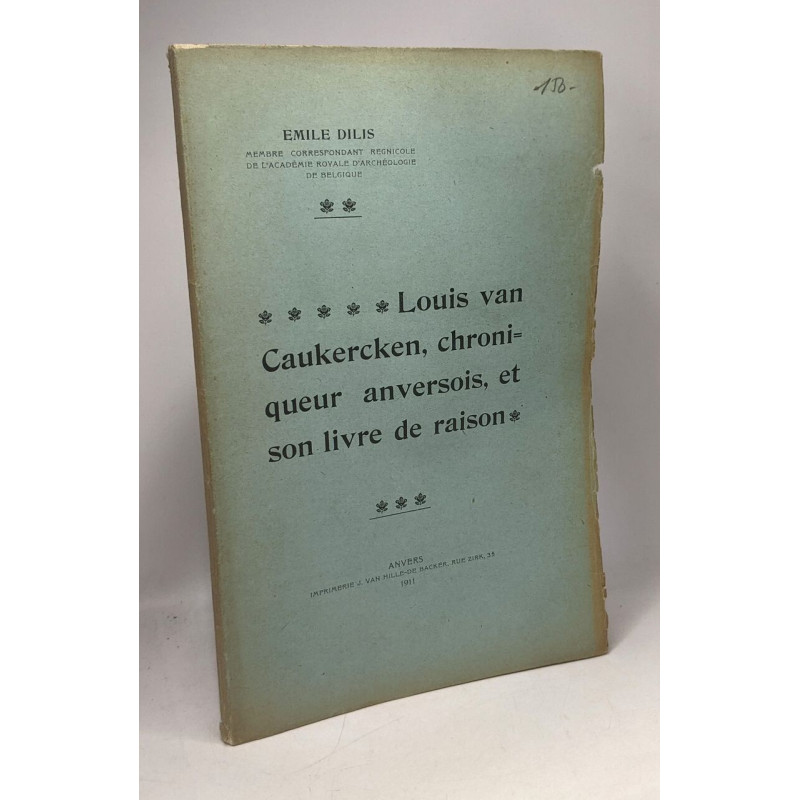 150-
EMILE DILIS
MEMBRE CORRESPONDANT REGNICOLE
DE L'ACADÉMIE ROYALE D'ARCHÉOLOGIE
DE BELGIQUE
Louis van
Caukercken, chroni=
queur anversois, et
son livre de raison
ANVERS
IMPRIMERIE J. VAN HILLE-DE BACKER, RUE ZIRK, 35
1911